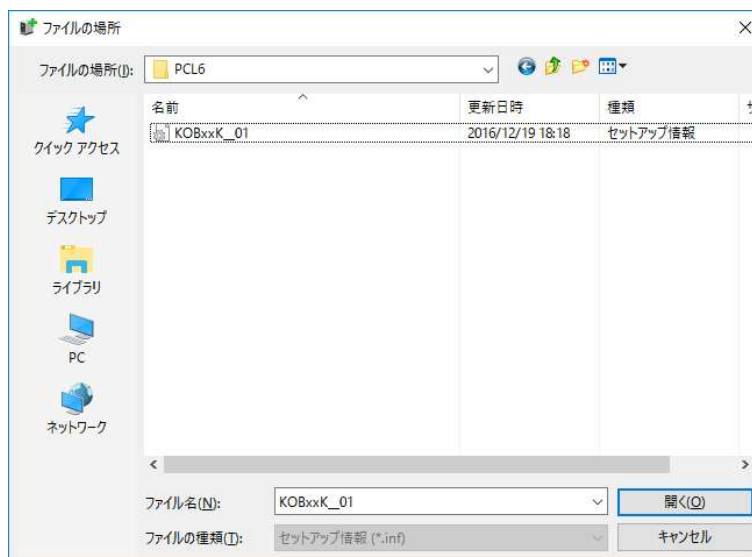 ファイルの場所
ファイルの場所(I):
PCL6
名前
更新日時
種類
KOBxxK__01
2016/12/19 18:18
セットアップ情報
クイック アクセス
デスクトップ
ライブラリ
PC
ネットワーク
ファイル名(N):
KOBxxK__01
開く(O)
ファイルの種類(T):
セットアップ情報 (*.inf)
キャンセル